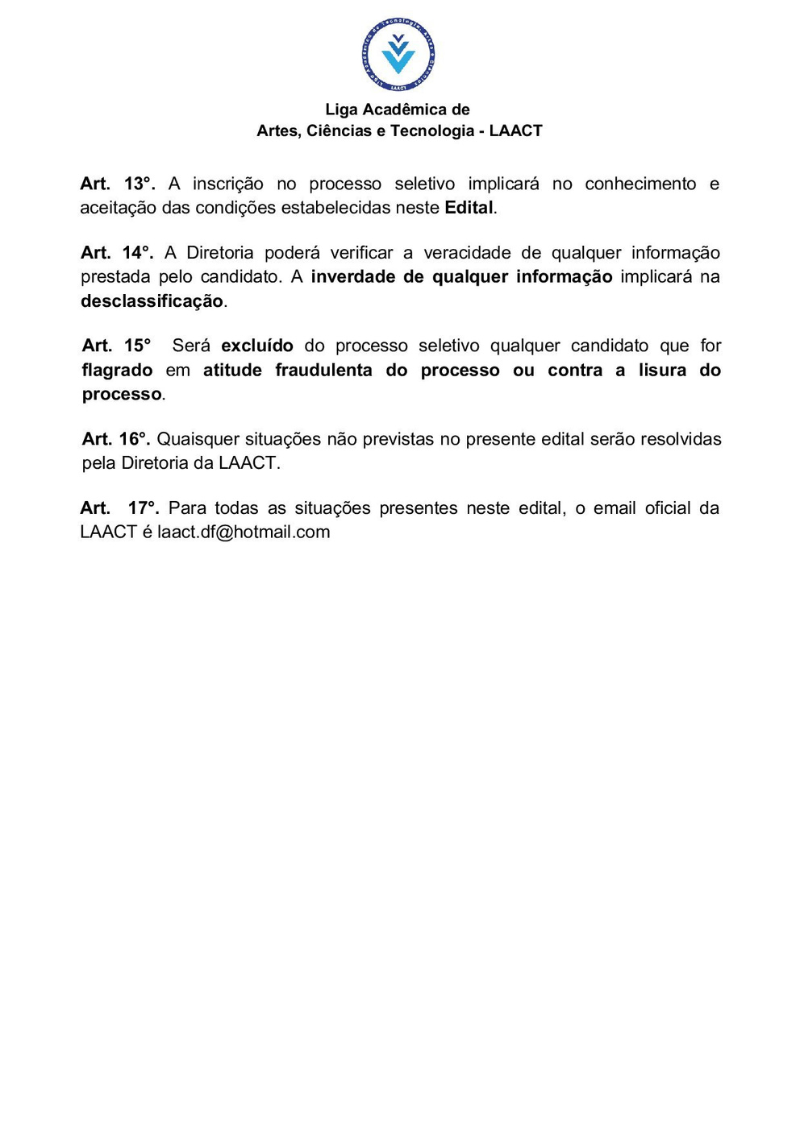 Liga Acadêmica de
Artes, Ciências e Tecnologia - LAACT
Art. 13°. A inscrição no processo seletivo implicará no conhecimento e
aceitação das condições estabelecidas neste Edital.
Art. 14°. A Diretoria poderá verificar a veracidade de qualquer informação
prestada pelo candidato. A inverdade de qualquer informação implicará na
desclassificação.
Art. 15° Será excluído do processo seletivo qualquer candidato que for
flagrado em atitude fraudulenta do processo ou contra a lisura do
processo.
Art. 16°. Quaisquer situações não previstas no presente edital serão resolvidas
pela Diretoria da LAACT.
Art. 17°. Para todas as situações presentes neste edital, o email oficial da
LAACT é laact.df@hotmail.com